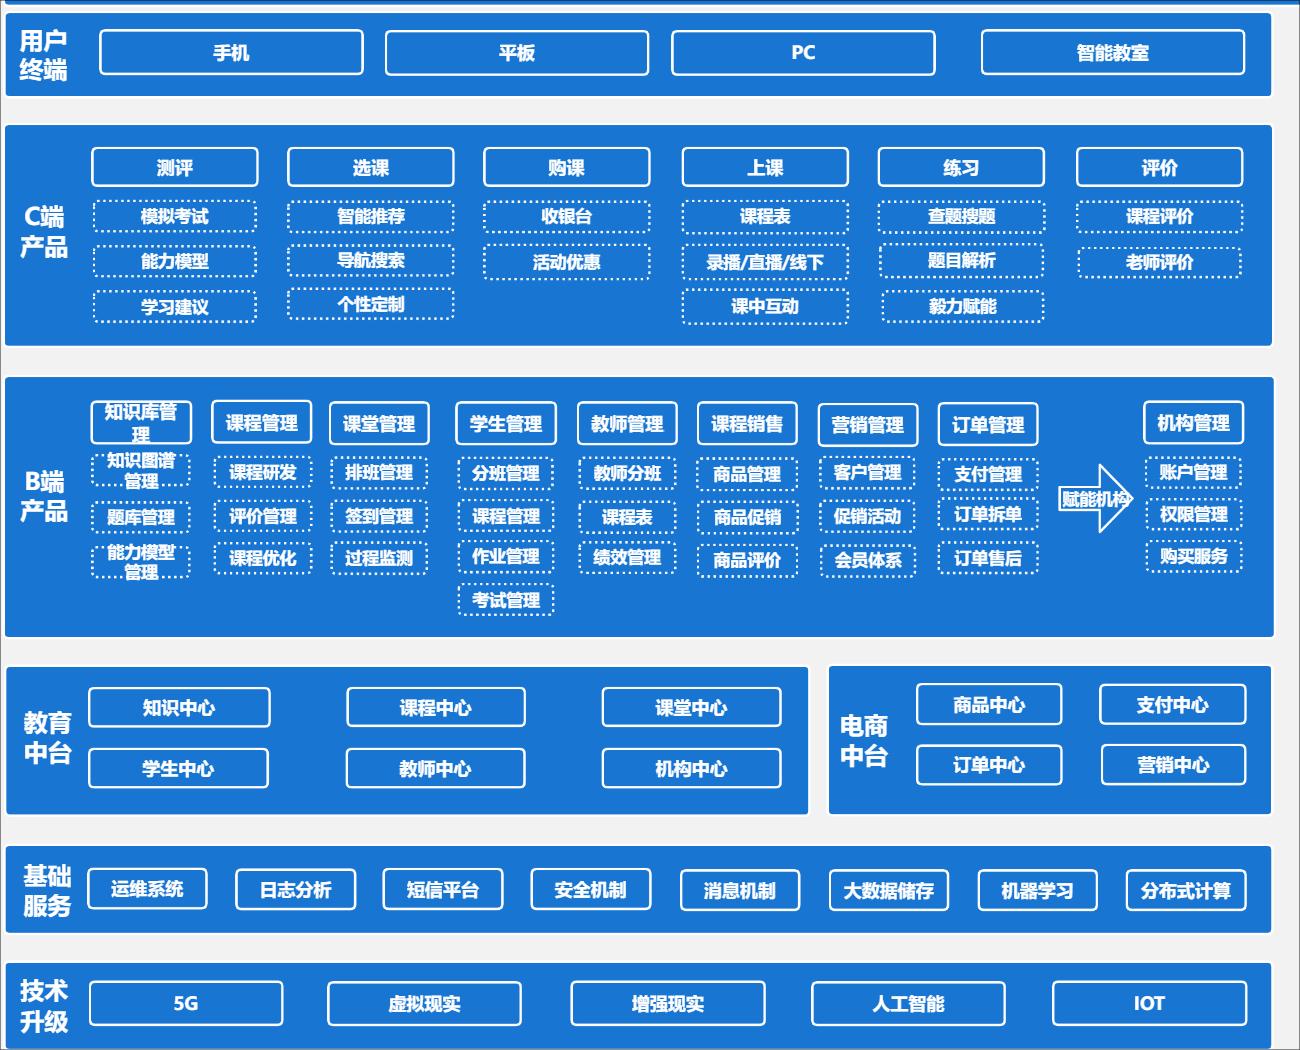 用户
终端
手机
平板
PC
智能教室
C端
产品
测评
选课
购课
上课
练习
评价
模拟考试
智能推荐
收银台
课程表
查题搜题
课程评价
能力模型
导航搜索
活动优惠
录播/直播/线下
题目解析
老师评价
学习建议
个性定制
课中互动
毅力赋能
B端
产品
知识库管
理
课程管理
课堂管理
学生管理
教师管理
课程销售
营销管理
订单管理
机构管理
知识图谱
管理
课程研发
排班管理
分班管理
教师分班
商品管理
客户管理
支付管理
账户管理
赋能机构
题库管理
评价管理
签到管理
课程管理
课程表
商品促销
促销活动
订单拆单
权限管理
能力模型
管理
课程优化
过程监测
作业管理
绩效管理
商品评价
会员体系
订单售后
购买服务
考试管理
教育
中台
知识中心
课程中心
课堂中心
学生中心
教师中心
机构中心
电商
中台
商品中心
支付中心
订单中心
营销中心
基础
服务
运维系统
日志分析
短信平台
安全机制
消息机制
大数据储存
机器学习
分布式计算
技术
升级
5G
虚拟现实
增强现实
人工智能
IOT